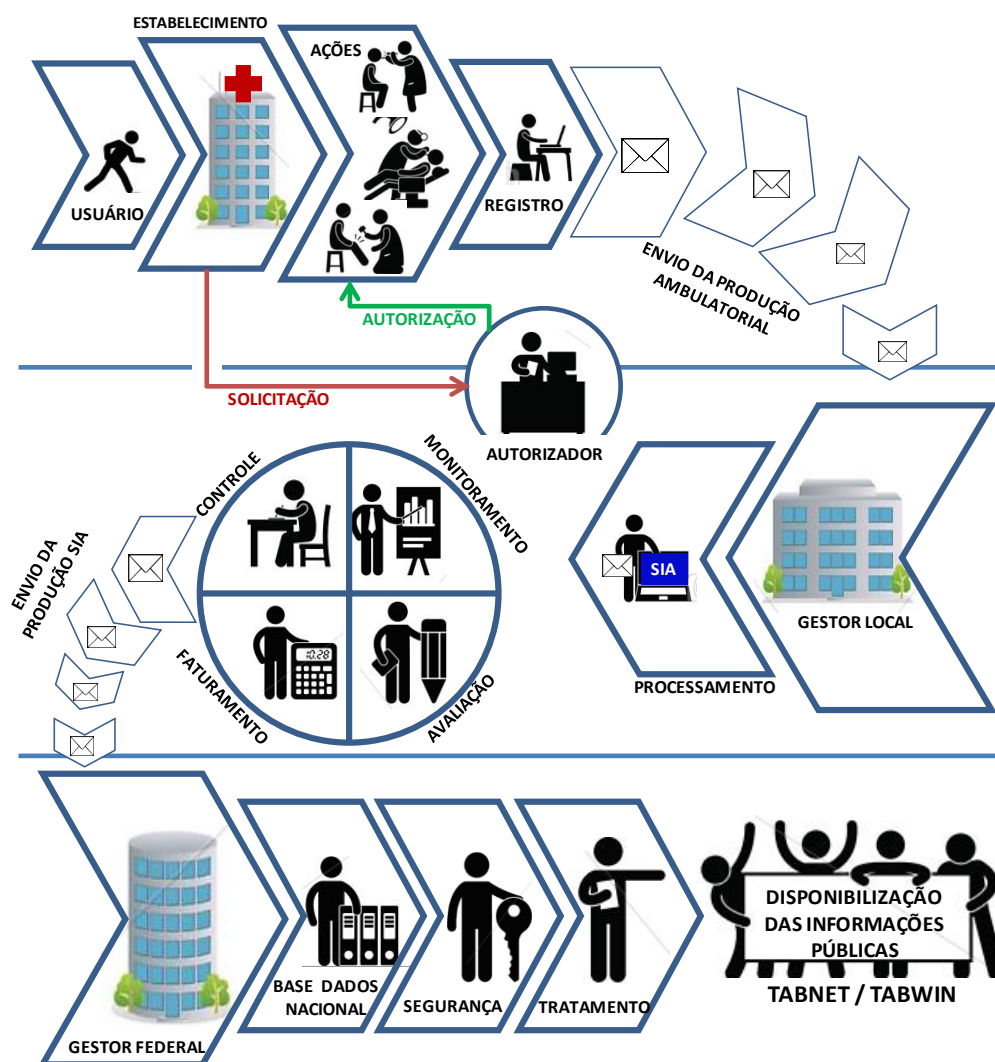 ESTABELECIMENTO
AÇÕES
USUÁRIO
REGISTRO
ENVIO DA PRODUÇÃO
AMBULATORIAL
AUTORIZAÇÃO
SOLICITAÇÃO
AUTORIZADOR
CONTROLE
MONITORAMENTO
ENVIO DA
PRODUÇÃO SIA
FATURAMENTO
10.28
AVALIAÇÃO
SIA
PROCESSAMENTO
GESTOR LOCAL
GESTOR FEDERAL
BASE DADOS
NACIONAL
SEGURANÇA
TRATAMENTO
DISPONIBILIZAÇÃO
DAS INFORMAÇÕES
PÚBLICAS
TABNET / TABWIN